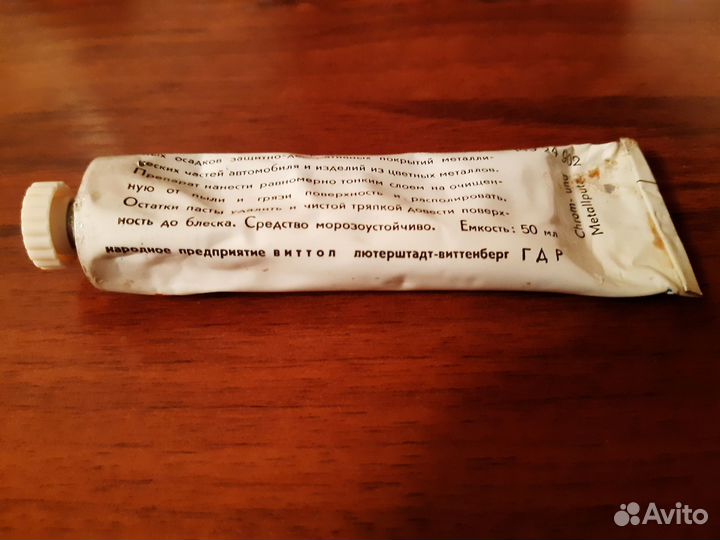 осадков защитно-декоративных покрытий металли-
ческих частей автомобиля и изделий из цветных металлов.
Препарат нанести равномерно тонким слоем на очищен-
ную от пыли и грязи поверхность и располировать.
Остатки пасты удалить и чистой тряпкой довести поверх-
ность до блеска. Средство морозоустойчиво. Емкость: 50 мл
народное предприятие ВИТТОЛ лютерштадт-виттенберг ГДР
Chrom- und
Metallputz
902
Avito